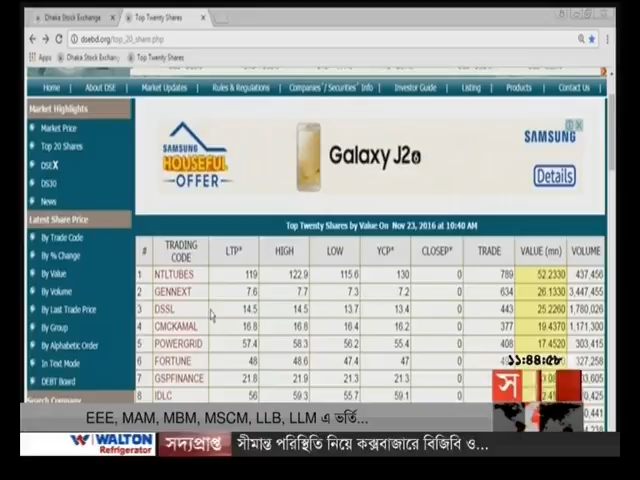 Dhaka Stock Exchange
Top Twenty Shares
dsebd.org/top_20_share.php
Apps Dhaka Stock Exchan Top Twenty Shares
Home | About DSE | Market Updates | Rules & Regulations | Companies'/Securities' Info | Investor Guide | Listing | Products | Contact Us
Market Highlights
Market Price
Top 20 Shares
DSEX
DS30
News
Latest Share Price
By Trade Code
By % Change
By Value
By Volume
By Last Trade Price
By Group
By Alphabetic Order
In Text Mode
DEBT Board
Search Company
SAMSUNG
HOUSEFUL
OFFER
Galaxy J2 6
SAMSUNG
Details
Top Twenty Shares by Value On Nov 23, 2016 at 10:40 AM
# TRADING CODE LTP* HIGH LOW YCP* CLOSEP* TRADE VALUE (mn) VOLUME
1 NTLTUBES 119 122.9 115.6 130 0 789 52.2330 437,456
2 GENNEXT 7.6 7.7 7.3 7.2 0 634 26.1330 3,447,455
3 DSSL 14.5 14.5 13.7 13.4 0 443 25.2260 1,780,026
4 CMCKAMAL 16.8 16.8 16.4 16.2 0 377 19.4370 1,171,300
5 POWERGRID 57.4 58.3 56.2 55.4 0 408 17.4520 302,415
6 FORTUNE 48 48.6 47.4 47 0 327,258
7 GSPFINANCE 21.8 21.9 21.3 21.3 0
8 IDLC 56 59.3 55.7 59.1 0
১১:৪৪:৫৮
স
EEE, MAM, MBM, MSCM, LLB, LLM এ ভর্তি...
WALTON
Refrigerator
সদ্যপ্রাপ্ত
সীমান্ত পরিস্থিতি নিয়ে কক্সবাজারে বিজিবি ও...